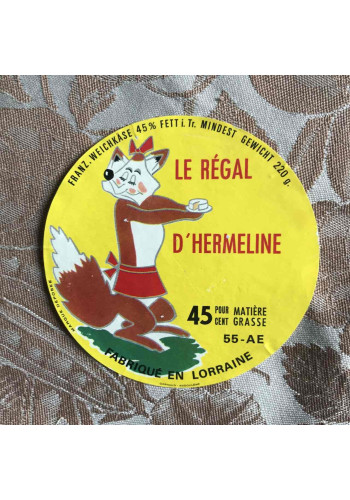 FRANZ. WEICHKÄSE 45% FETT i. Tr. MINDEST GEWICHT 220 g.
LE RÉGAL
D'HERMELINE
45 POUR CENT MATIÈRE GRASSE
55-AE
FABRIQUÉ EN LORRAINE